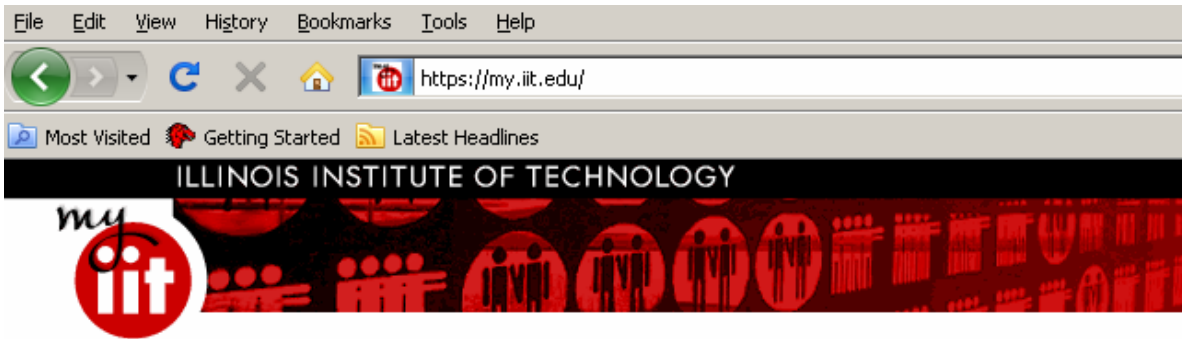 File Edit View History Bookmarks Tools Help
https://my.iit.edu/
Most Visited Getting Started Latest Headlines
ILLINOIS INSTITUTE OF TECHNOLOGY
my
iit